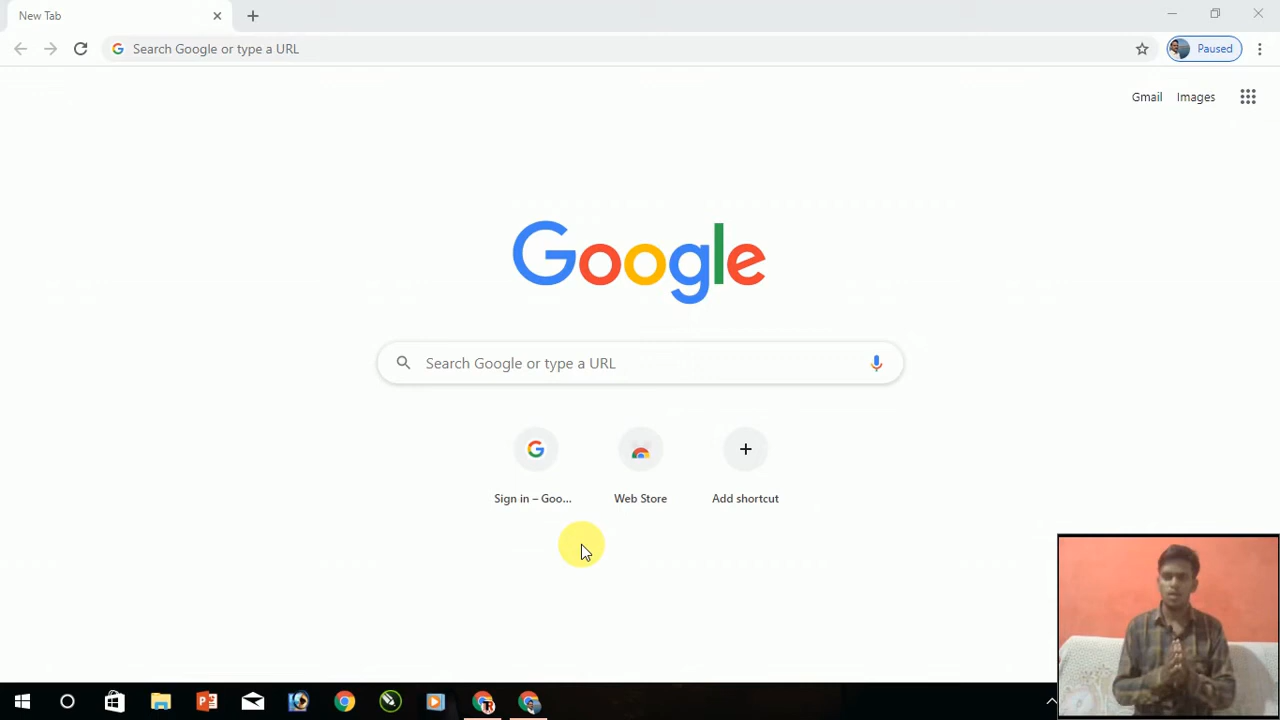 New Tab
Search Google or type a URL
Paused
Gmail Images
Google
Search Google or type a URL
Sign in – Goo... Web Store Add shortcut